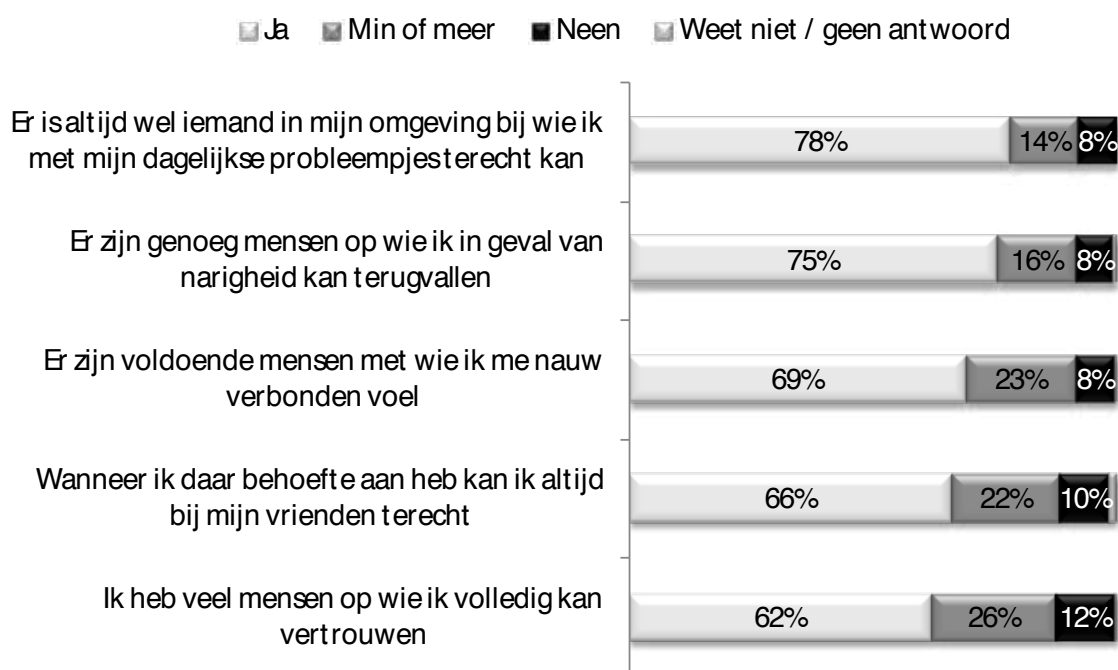 Ja Min of meer Neen Weet niet / geen antwoord
Er is altijd wel iemand in mijn omgeving bij wie ik
met mijn dagelijkse probleempjes terecht kan
78% 14% 8%
Er zijn genoeg mensen op wie ik in geval van
narigheid kan terugvallen
75% 16% 8%
Er zijn voldoende mensen met wie ik me nauw
verbonden voel
69% 23% 8%
Wanneer ik daar behoefte aan heb kan ik altijd
bij mijn vrienden terecht
66% 22% 10%
Ik heb veel mensen op wie ik volledig kan
vertrouwen
62% 26% 12%